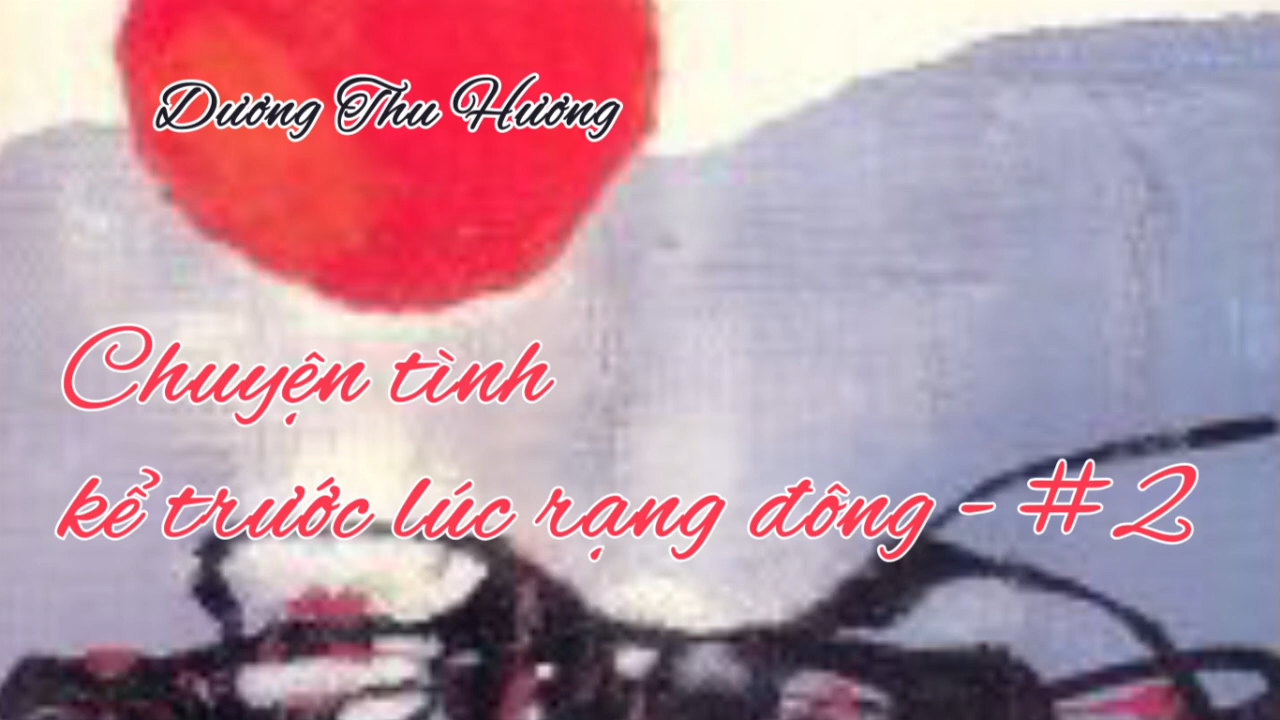 Dương Thu Hương
Chuyện tình
kể trước lúc rạng đông - #2